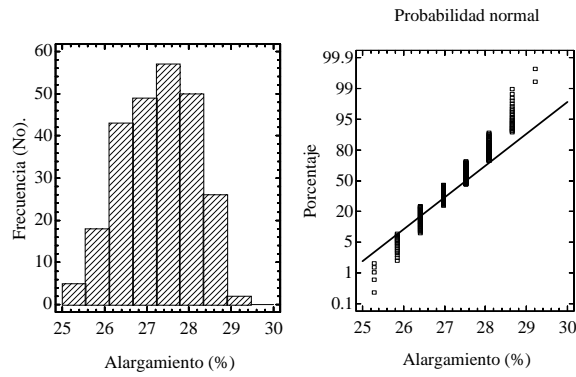 Probabilidad normal
60
50
40
30
20
10
0
Frecuencia (No).
25 26 27 28 29 30
Alargamiento (%)
99.9
99
95
80
50
20
5
1
0.1
Porcentaje
25 26 27 28 29 30
Alargamiento (%)